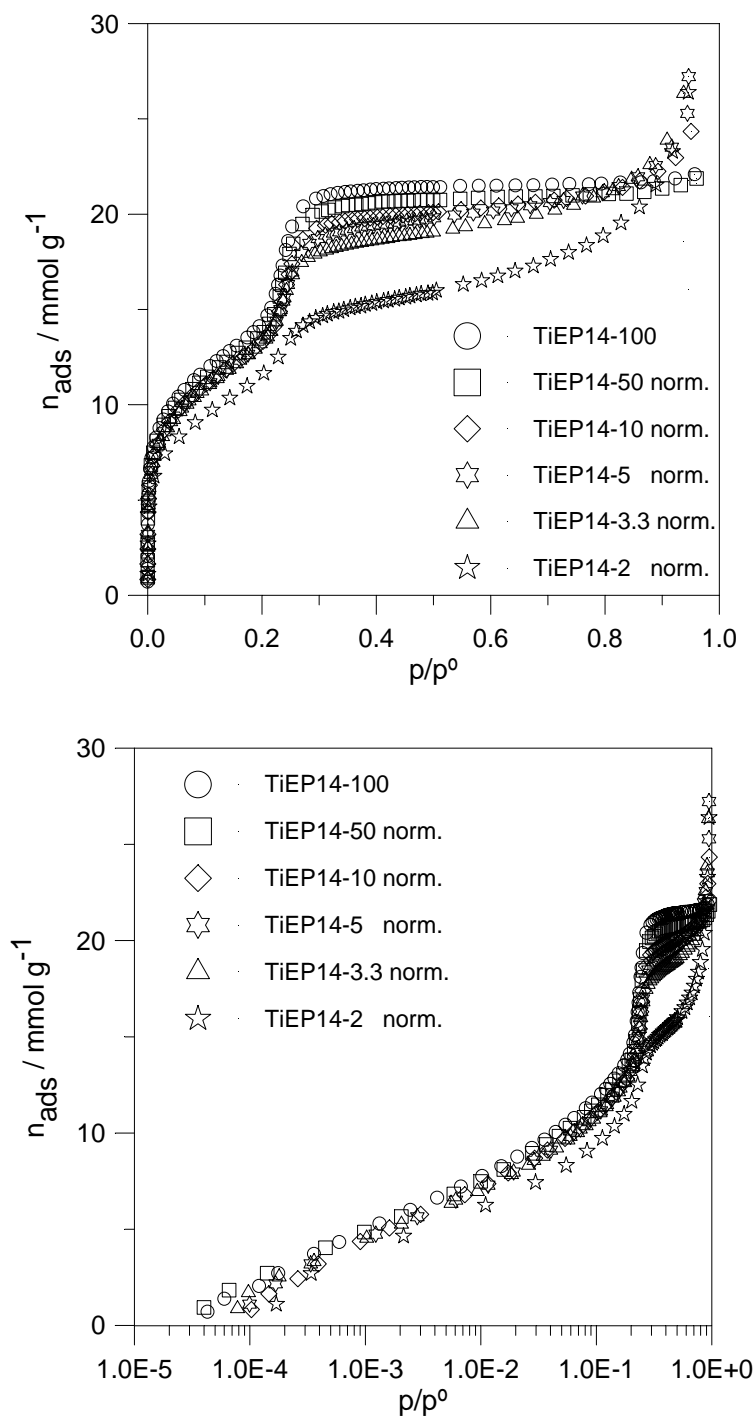 30
20
10
0
n_ads / mmol g^-1
TiEP14-100
TiEP14-50 norm.
TiEP14-10 norm.
TiEP14-5 norm.
TiEP14-3.3 norm.
TiEP14-2 norm.
0.0 0.2 0.4 0.6 0.8 1.0
p/pº
30
20
10
0
n_ads / mmol g^-1
TiEP14-100
TiEP14-50 norm.
TiEP14-10 norm.
TiEP14-5 norm.
TiEP14-3.3 norm.
TiEP14-2 norm.
1.0E-5 1.0E-4 1.0E-3 1.0E-2 1.0E-1 1.0E+0
p/pº